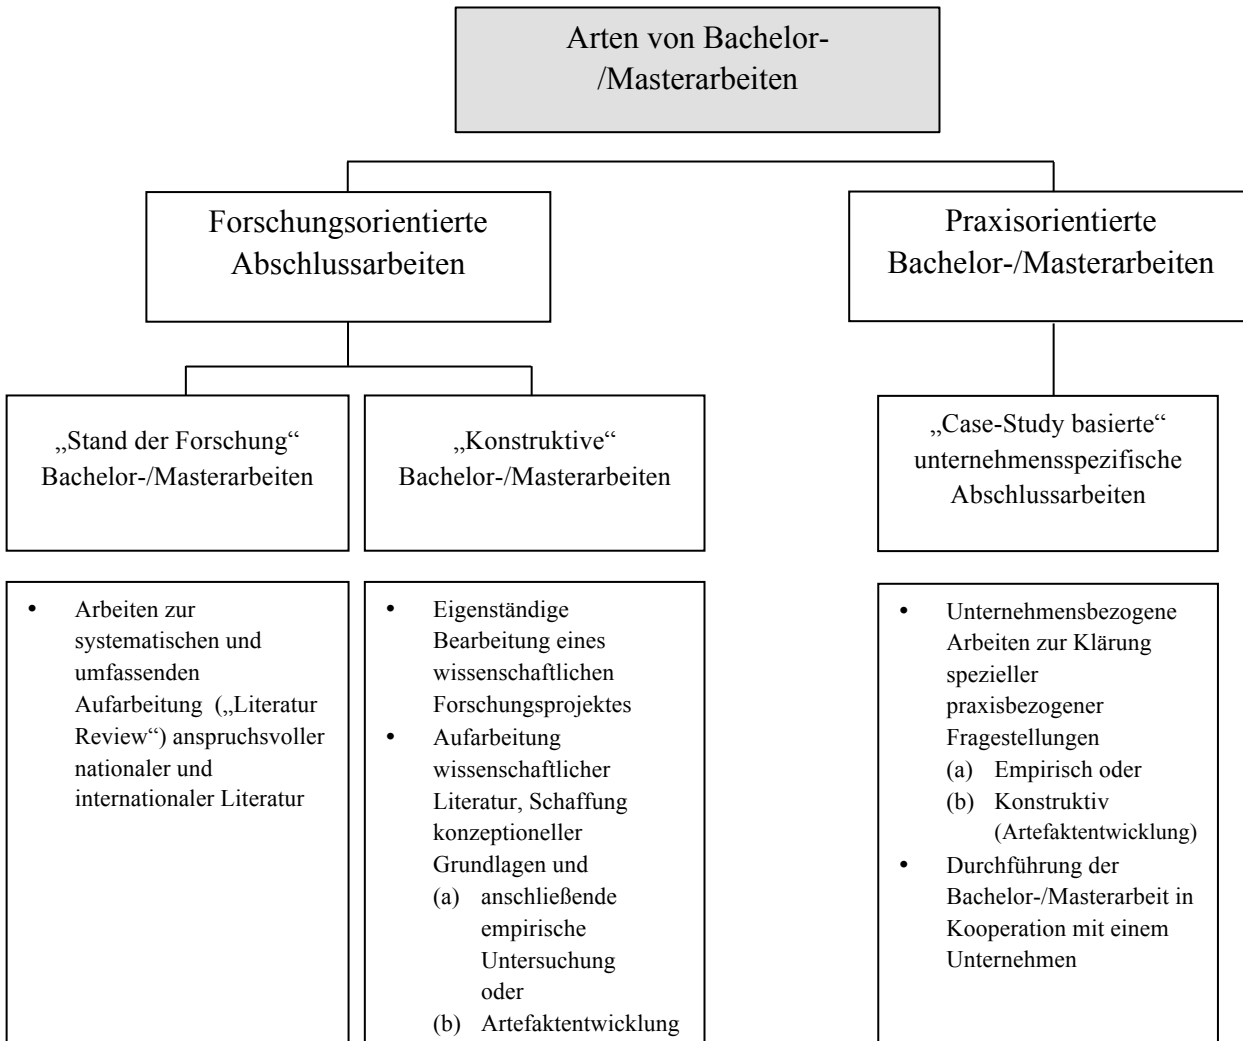 Arten von Bachelor-
/Masterarbeiten
Forschungsorientierte
Abschlussarbeiten
Praxisorientierte
Bachelor-/Masterarbeiten
„Stand der Forschung“
Bachelor-/Masterarbeiten
„Konstruktive“
Bachelor-/Masterarbeiten
„Case-Study basierte“
unternehmensspezifische
Abschlussarbeiten
• Arbeiten zur
systematischen und
umfassenden
Aufarbeitung („Literatur
Review“) anspruchsvoller
nationaler und
internationaler Literatur
• Eigenständige
Bearbeitung eines
wissenschaftlichen
Forschungsprojektes
• Aufarbeitung
wissenschaftlicher
Literatur, Schaffung
konzeptioneller
Grundlagen und
(a) anschließende
empirische
Untersuchung
oder
(b) Artefaktentwicklung
• Unternehmensbezogene
Arbeiten zur Klärung
spezieller
praxisbezogener
Fragestellungen
(a) Empirisch oder
(b) Konstruktiv
(Artefaktentwicklung)
• Durchführung der
Bachelor-/Masterarbeit in
Kooperation mit einem
Unternehmen